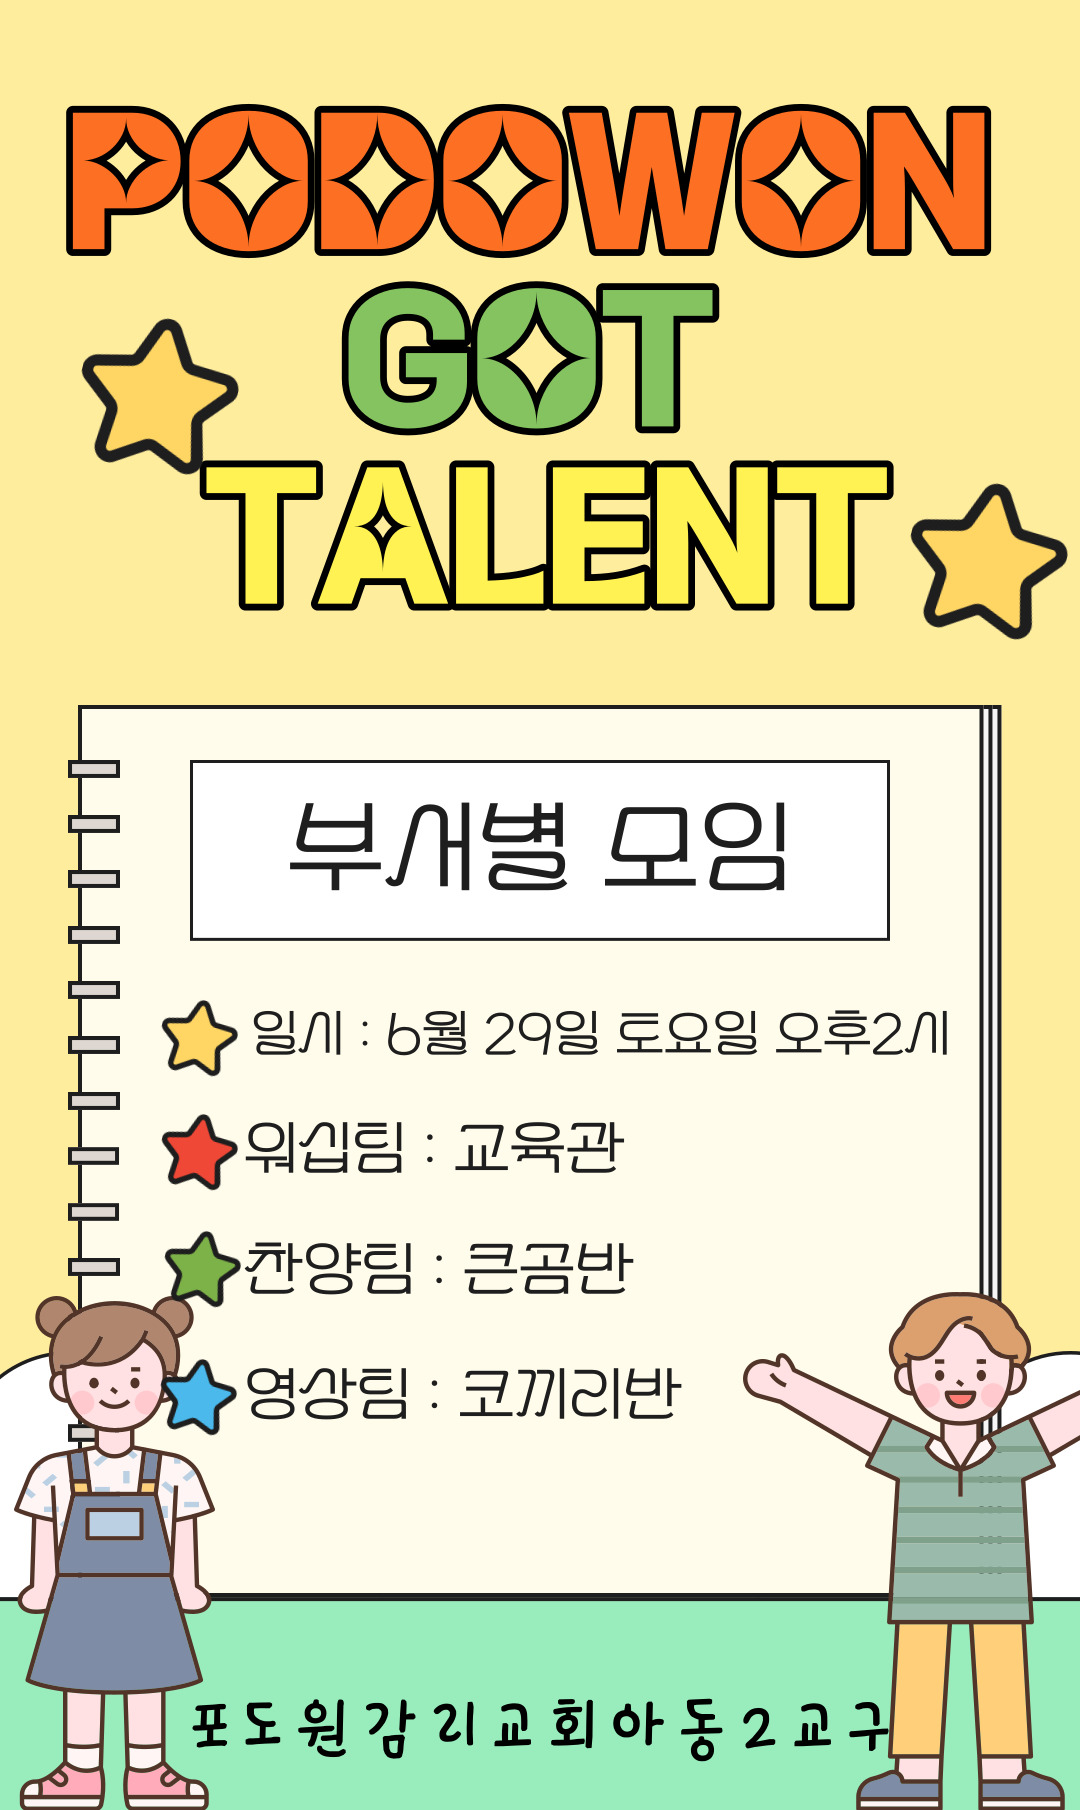 PODOWON
GOT
TALENT
부새별 모임
일시 : 6월 29일 토요일 오후2시
워십팀 : 교육관
찬양팀 : 큰곰반
영상팀 : 코끼리반
포도원감리교회아동2교구